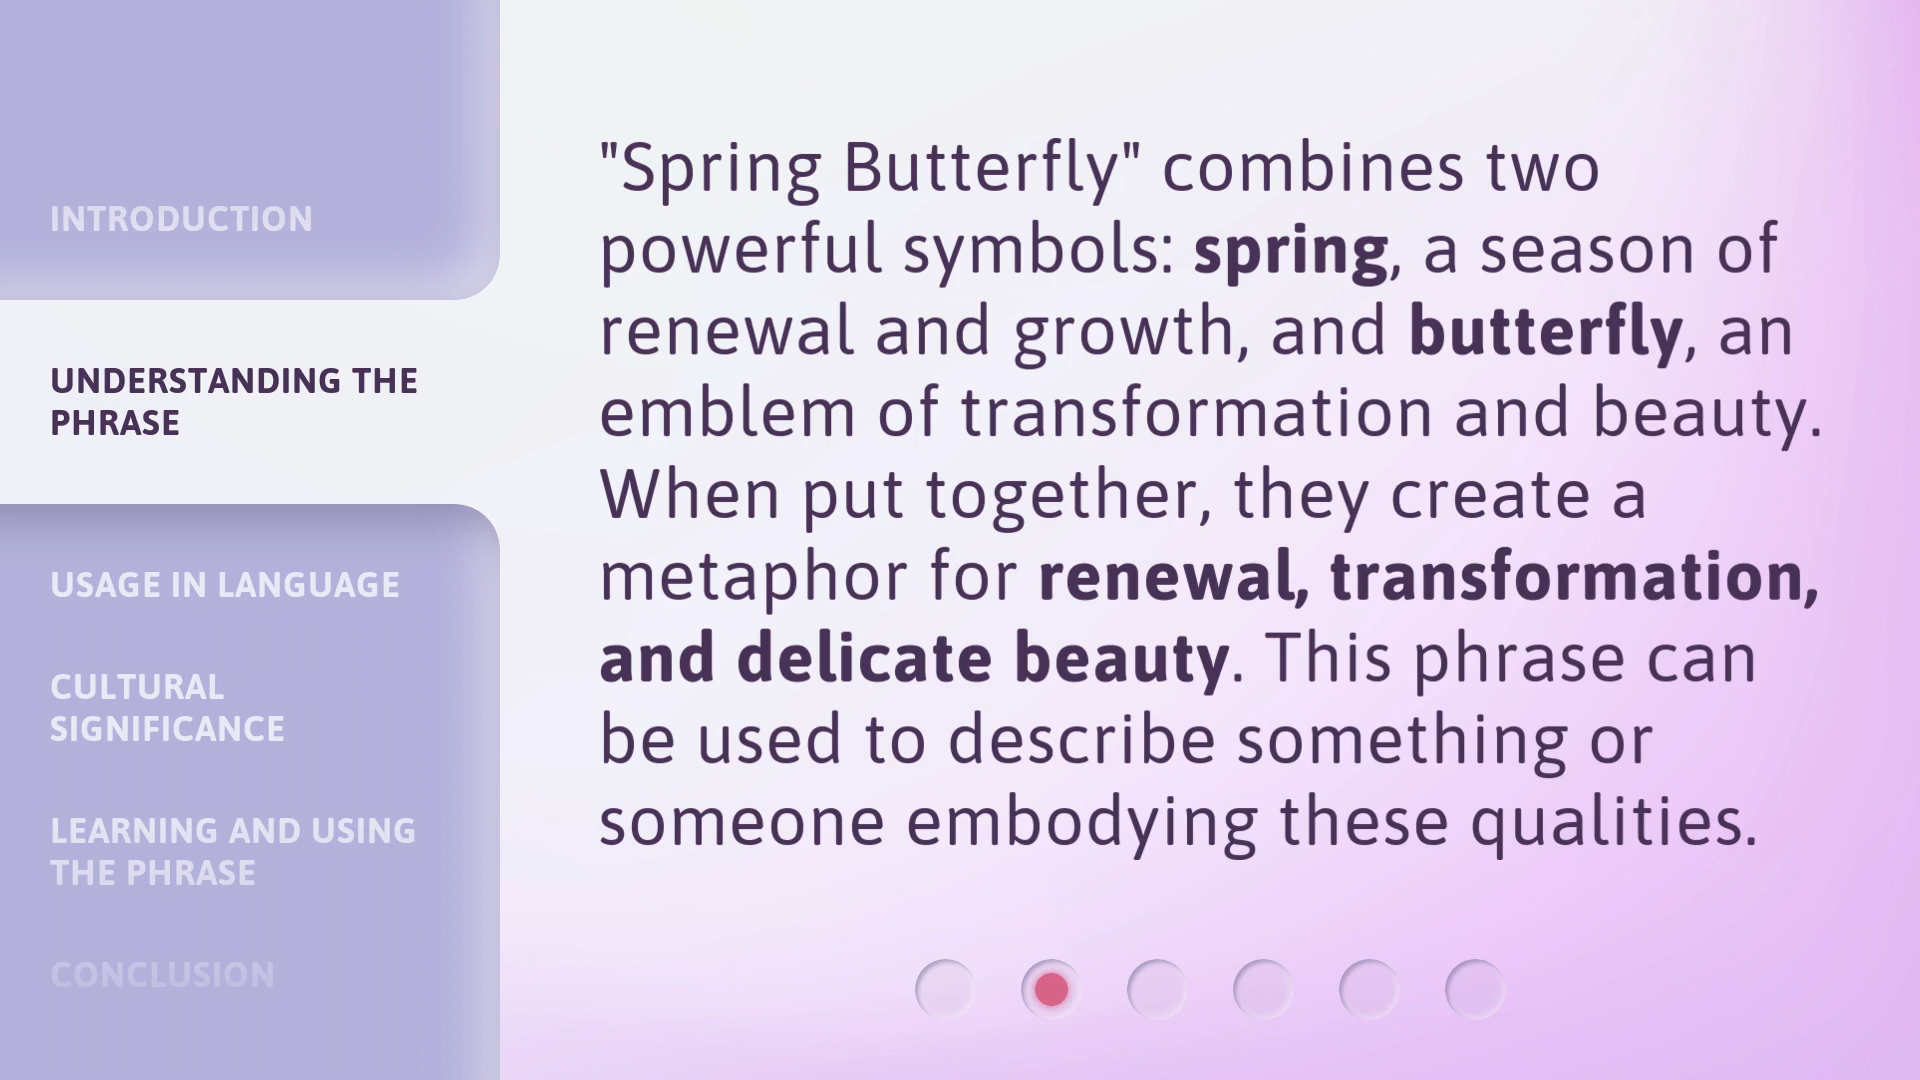 INTRODUCTION
UNDERSTANDING THE
PHRASE
USAGE IN LANGUAGE
CULTURAL
SIGNIFICANCE
LEARNING AND USING
THE PHRASE
CONCLUSION
"Spring Butterfly" combines two
powerful symbols: spring, a season of
renewal and growth, and butterfly, an
emblem of transformation and beauty.
When put together, they create a
metaphor for renewal, transformation,
and delicate beauty. This phrase can
be used to describe something or
someone embodying these qualities.